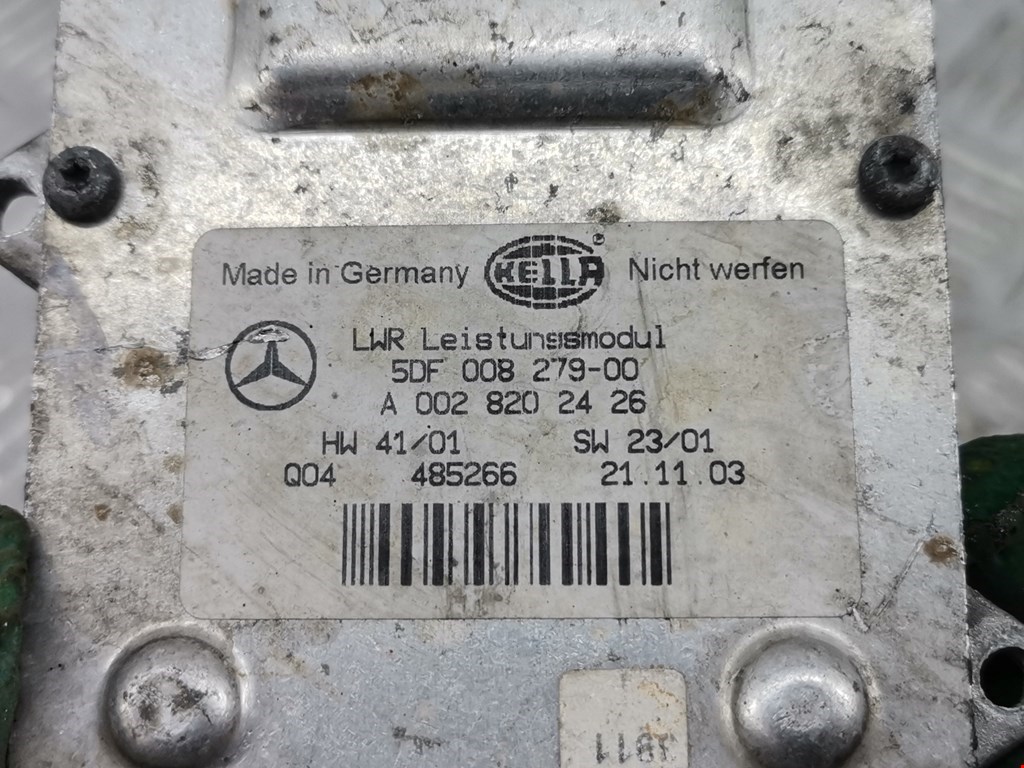 Made in Germany HELLA ® Nicht werfen
LWR Leistungsmodul
5DF 008 279-00
A 002 820 24 26
HW 41/01 SW 23/01
Q04 485266 21.11.03